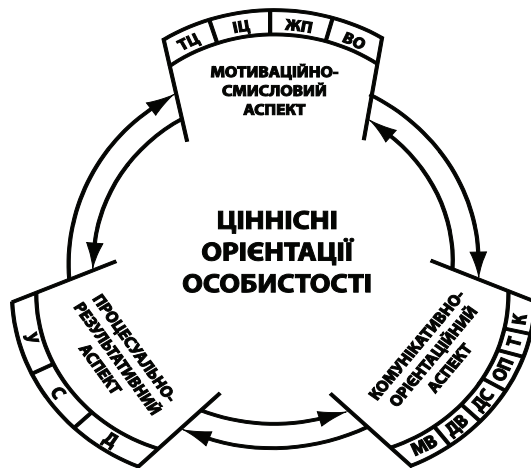 ТЦ ІЦ ЖП ВО
МОТИВАЦІЙНО-
СМИСЛОВИЙ
АСПЕКТ
ЦІННІСНІ
ОРІЄНТАЦІЇ
ОСОБИСТОСТІ
ПРОЦЕСУАЛЬНО-
РЕЗУЛЬТАТИВНИЙ
АСПЕКТ
У С Д
КОМУНІКАТИВНО-
ОРІЄНТАЦІЙНИЙ
АСПЕКТ
МВ ДВ ДС ОП Т К